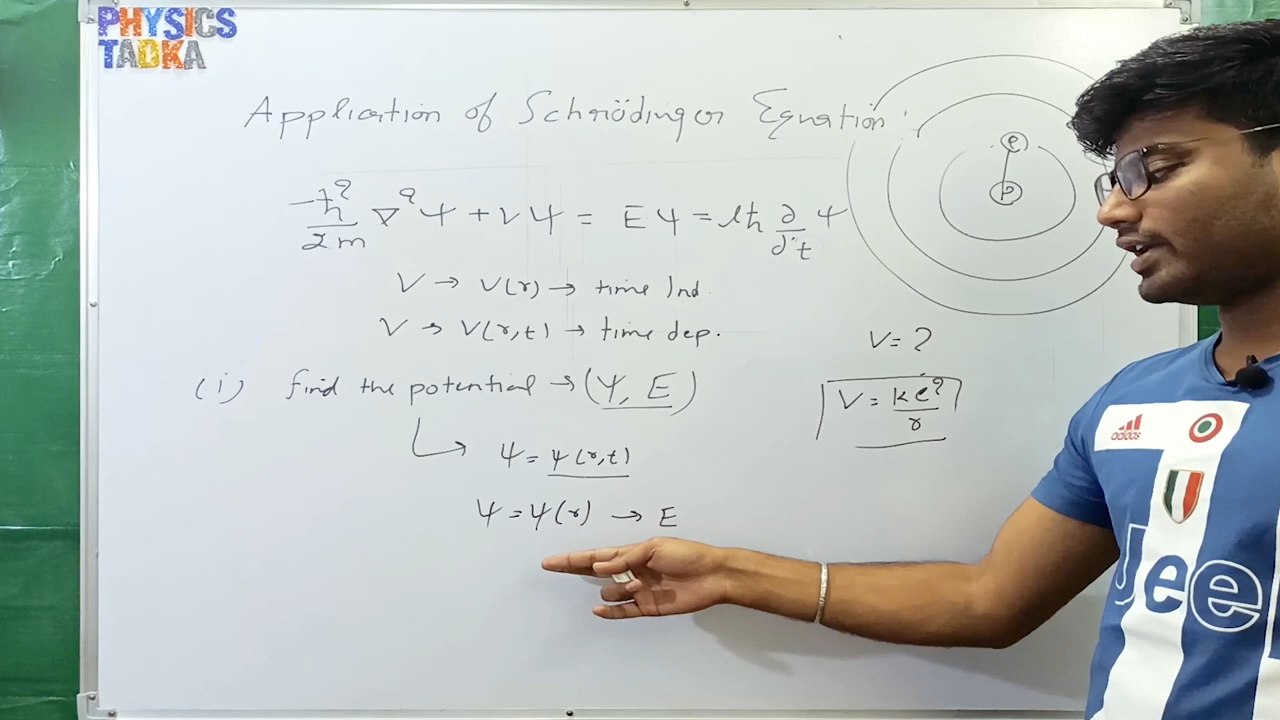 PHYSICS
TADKA
Application of Schrödinger Equation :
-ħ²/2m ∇²Ψ + VΨ = EΨ = iħ ∂/∂t Ψ
V → V(r) → time Ind.
V → V(r,t) → time dep.
(i) find the potential → (Ψ, E)
Ψ = Ψ(r,t)
Ψ = Ψ(r) → E
e
p
V = ?
V = ke²/r
adidas
Jeep